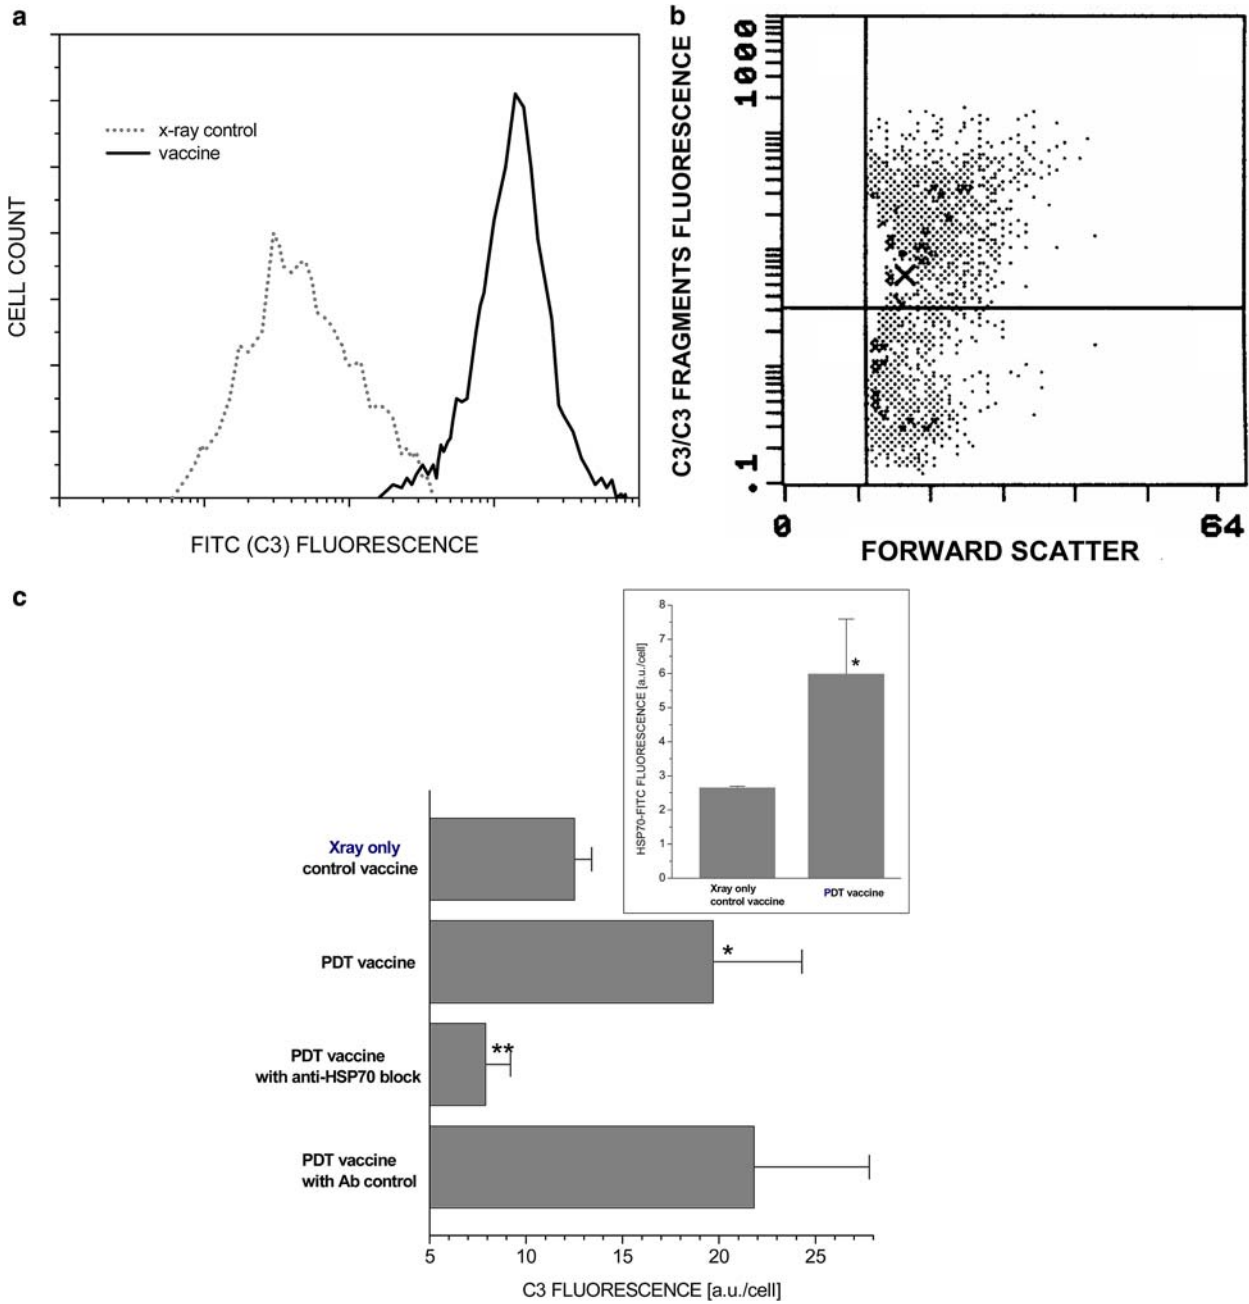 a
x-ray control
vaccine
CELL COUNT
FITC (C3) FLUORESCENCE
b
C3/C3 FRAGMENTS FLUORESCENCE
1000
.1
0
64
FORWARD SCATTER
c
HSP70-FITC FLUORESCENCE [a.u./cell]
8
7
6
5
4
3
2
1
0
*
Xray only
control vaccine
PDT vaccine
Xray only
control vaccine
PDT vaccine
*
PDT vaccine
with anti-HSP70 block
**
PDT vaccine
with Ab control
5
10
15
20
25
C3 FLUORESCENCE [a.u./cell]